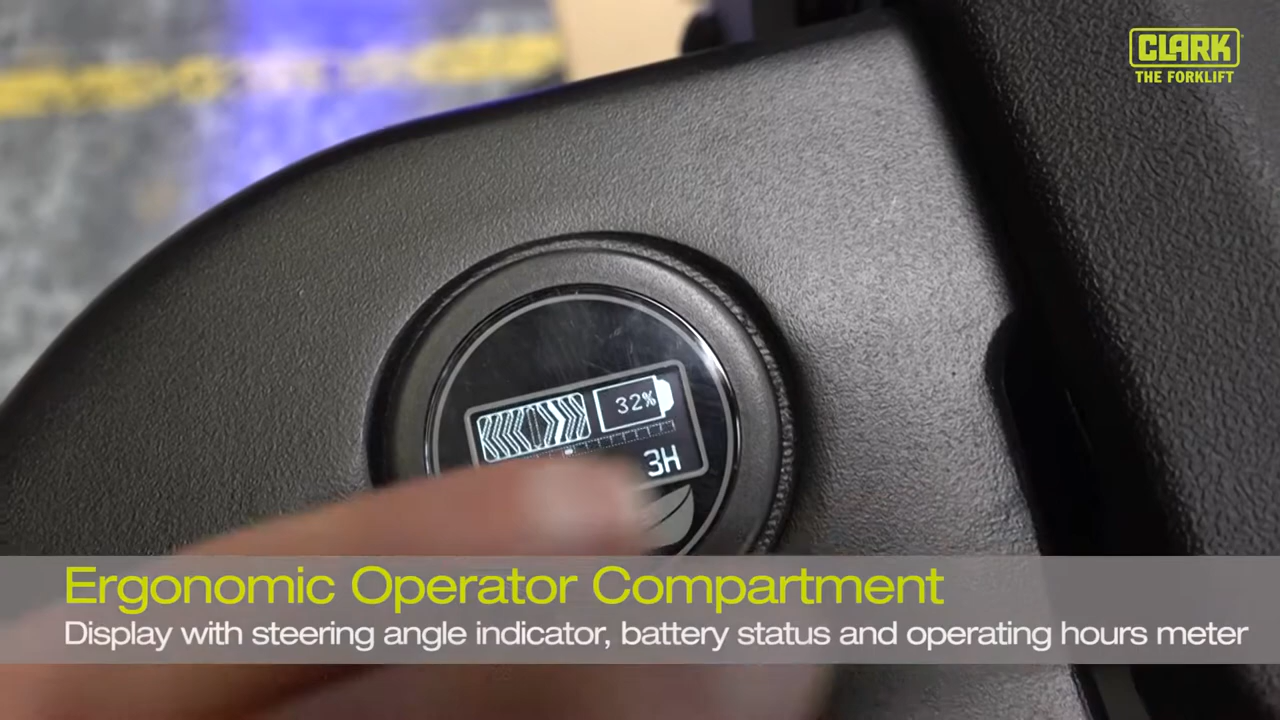 CLARK
THE FORKLIFT
32%
3H
Ergonomic Operator Compartment
Display with steering angle indicator, battery status and operating hours meter